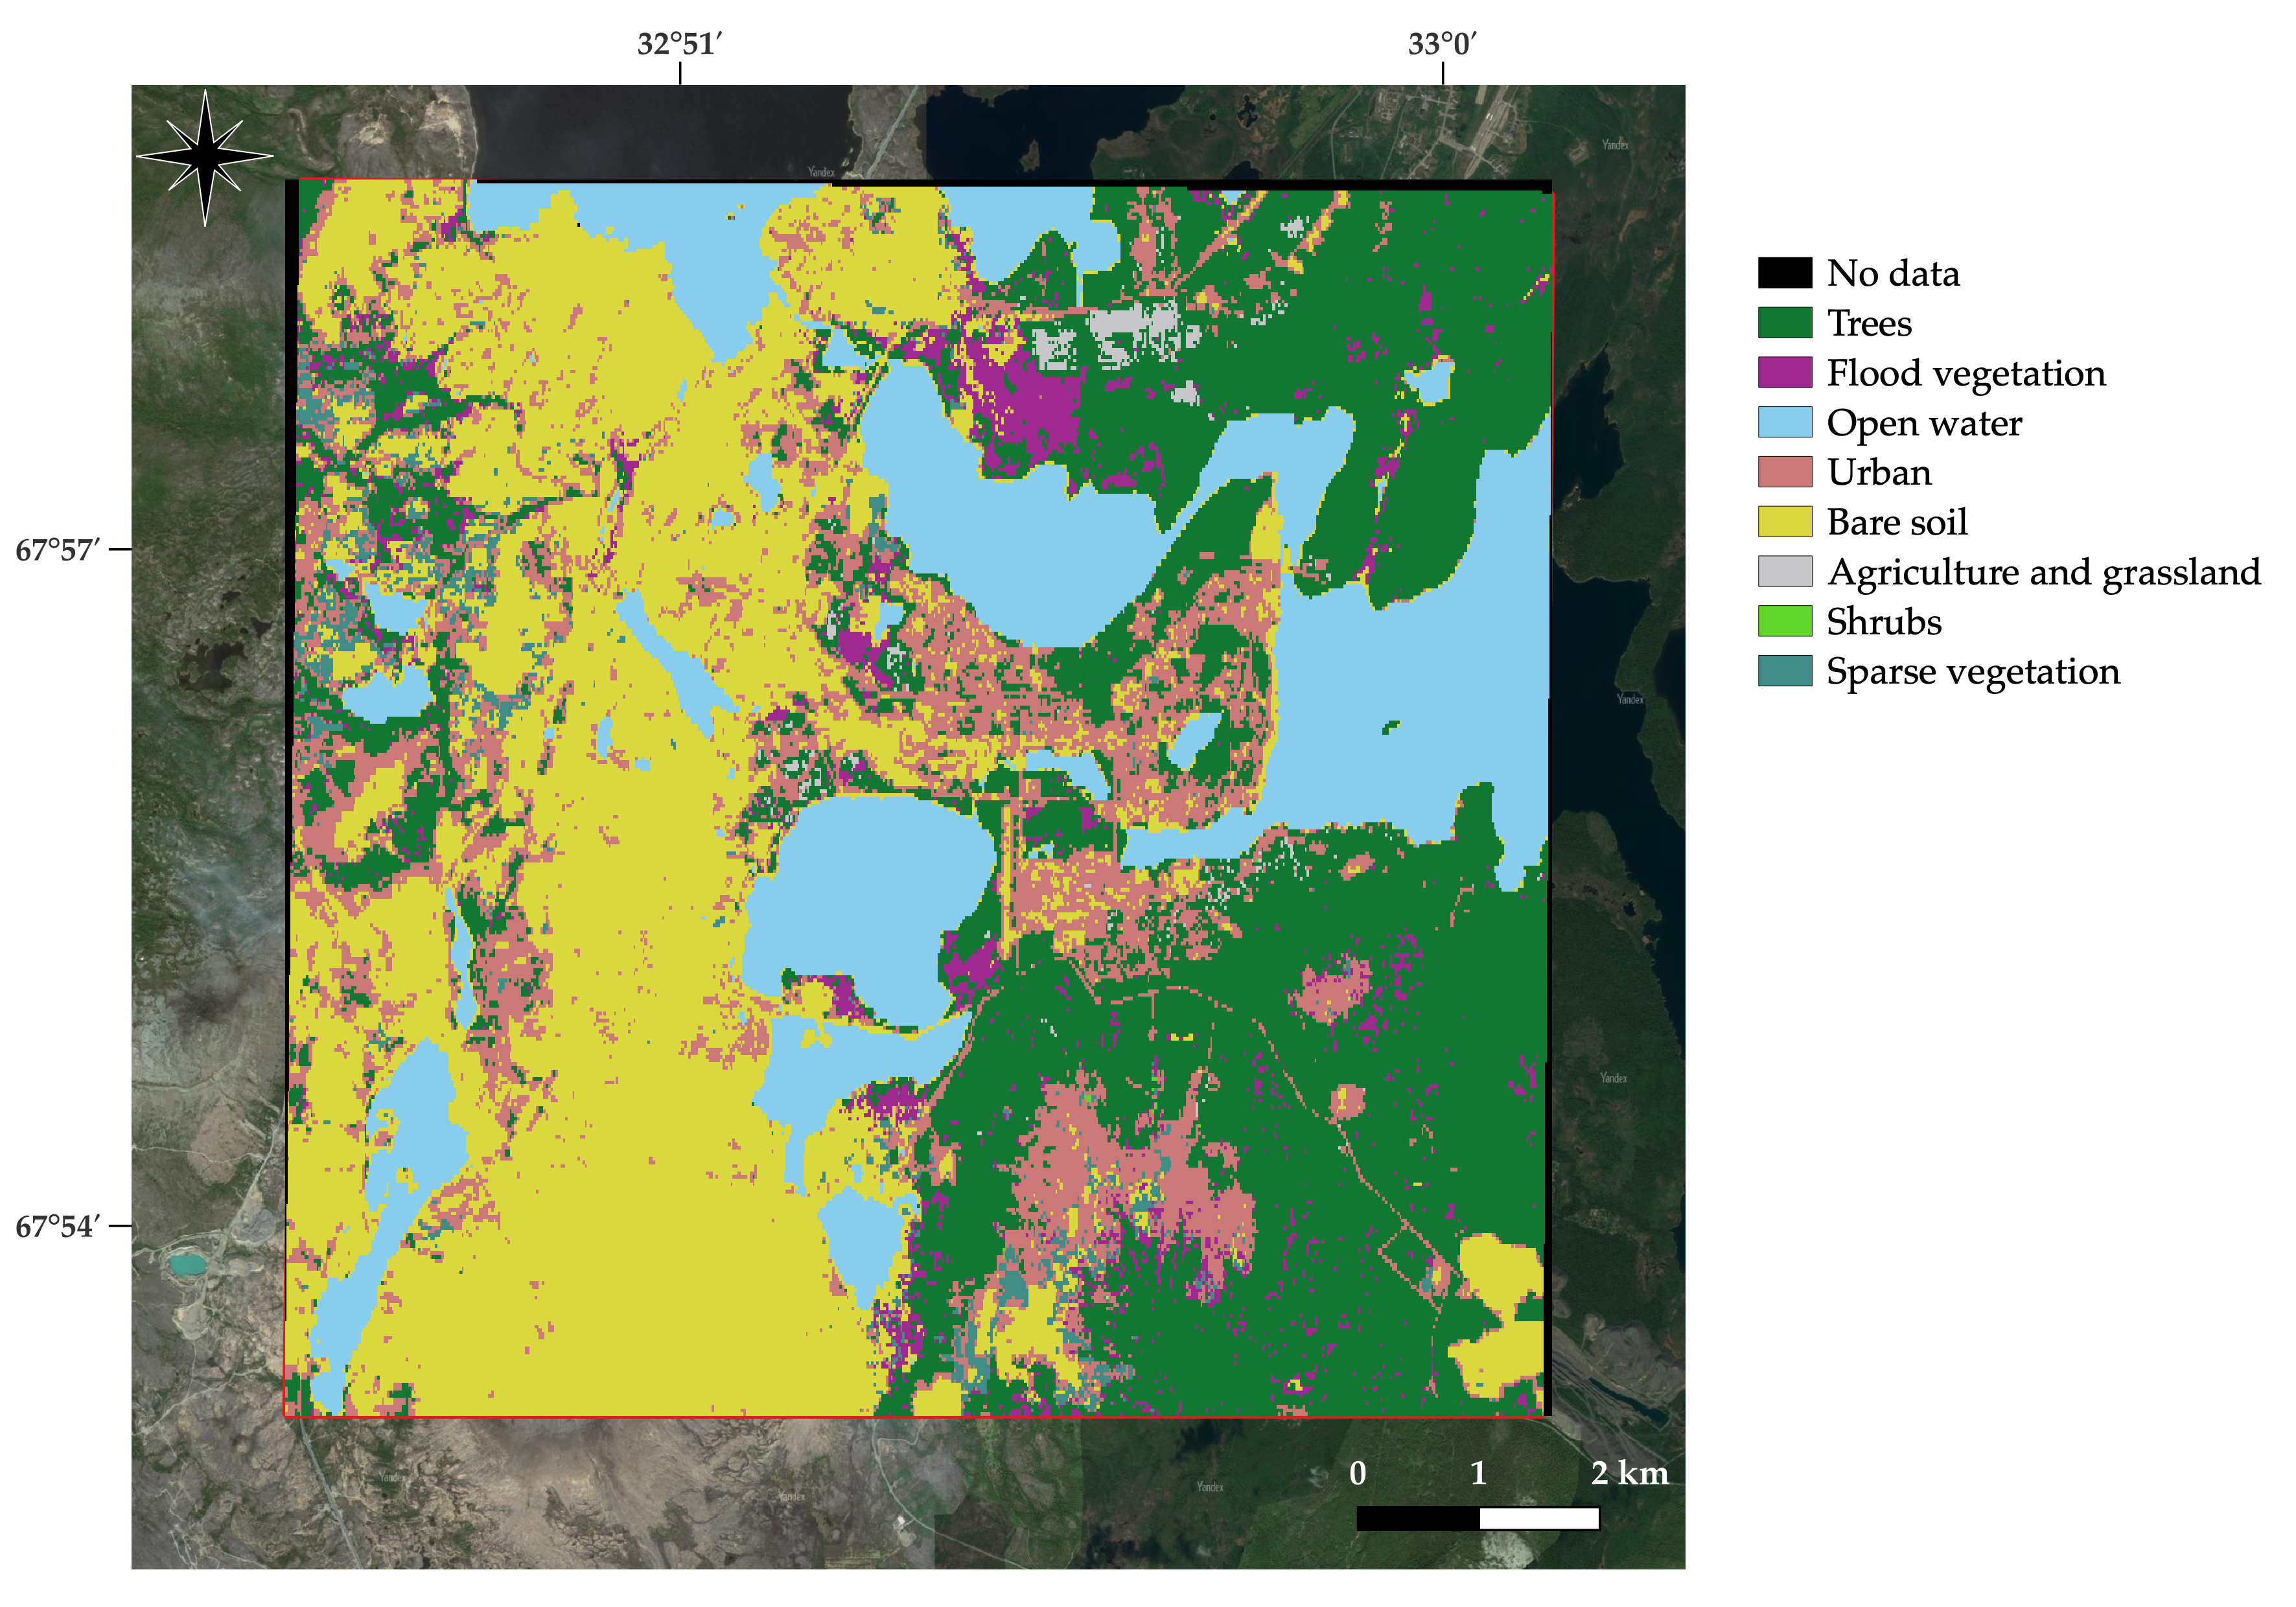 32°51′
33°0′
Yandex
Yandex
67°57′
Yandex
Yandex
67°54′
Yandex
Yandex
Yandex
0 1 2 km
No data
Trees
Flood vegetation
Open water
Urban
Bare soil
Agriculture and grassland
Shrubs
Sparse vegetation